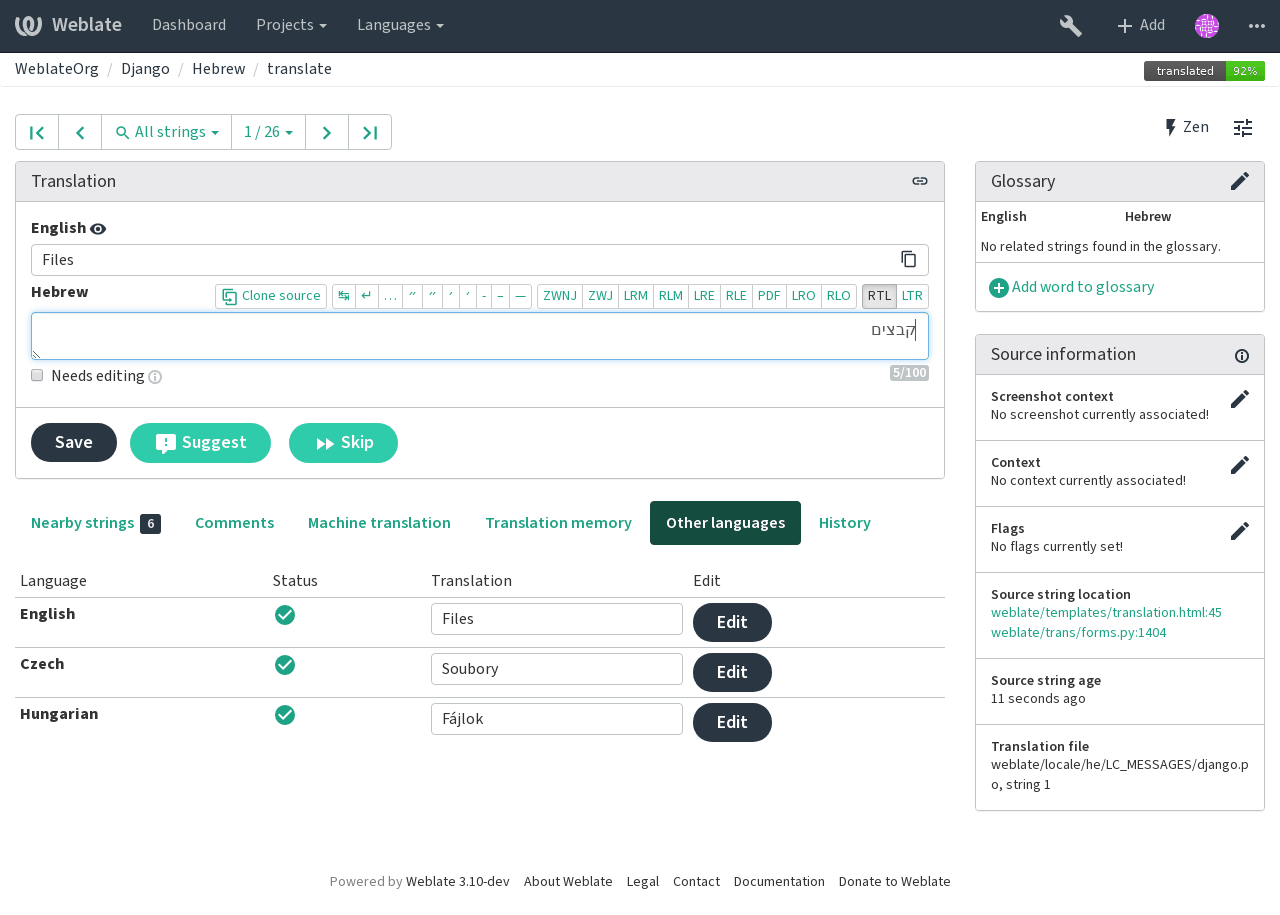 Weblate Dashboard Projects Languages Add
WeblateOrg / Django / Hebrew / translate translated 92%
All strings 1 / 26 Zen
Translation
English
Files
Hebrew Clone source ↹ ↵ … ״ ״ ׳ ׳ - – — ZWNJ ZWJ LRM RLM LRE RLE PDF LRO RLO RTL LTR
קבצים
Needs editing 5/100
Save Suggest Skip
Nearby strings 6 Comments Machine translation Translation memory Other languages History
Language Status Translation Edit
English Files Edit
Czech Soubory Edit
Hungarian Fájlok Edit
Glossary
English Hebrew
No related strings found in the glossary.
Add word to glossary
Source information
Screenshot context
No screenshot currently associated!
Context
No context currently associated!
Flags
No flags currently set!
Source string location
weblate/templates/translation.html:45
weblate/trans/forms.py:1404
Source string age
11 seconds ago
Translation file
weblate/locale/he/LC_MESSAGES/django.p
o, string 1
Powered by Weblate 3.10-dev About Weblate Legal Contact Documentation Donate to Weblate